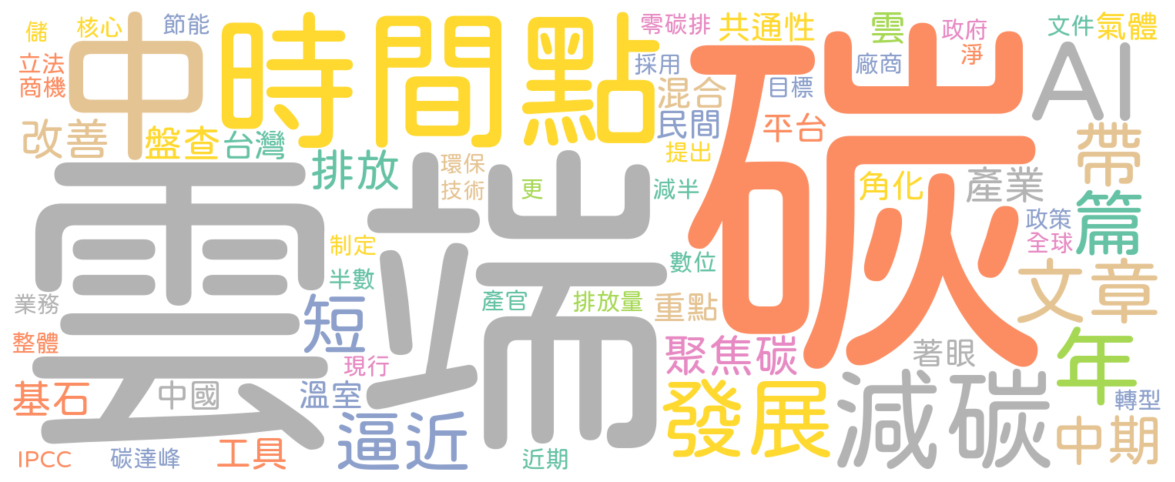 儲
核心
節能
中
時間點
零碳排
共通性
雲
政府
文件
氣體
立法
商機
採用
碳
廠商
淨
AI
混合
目標
改善
盤查
台灣
民間
平台
提出
帶
排放
環保
技術
更
減半
角化
產業
篇
政策
全球
雲端
制定
半數
數位
文章
業務
短
產官
排放量
重點
整體
現行
聚焦碳
著眼
年
基石
中國
溫室
發展
減碳
轉型
逼近
中期
IPCC
碳達峰
工具
近期